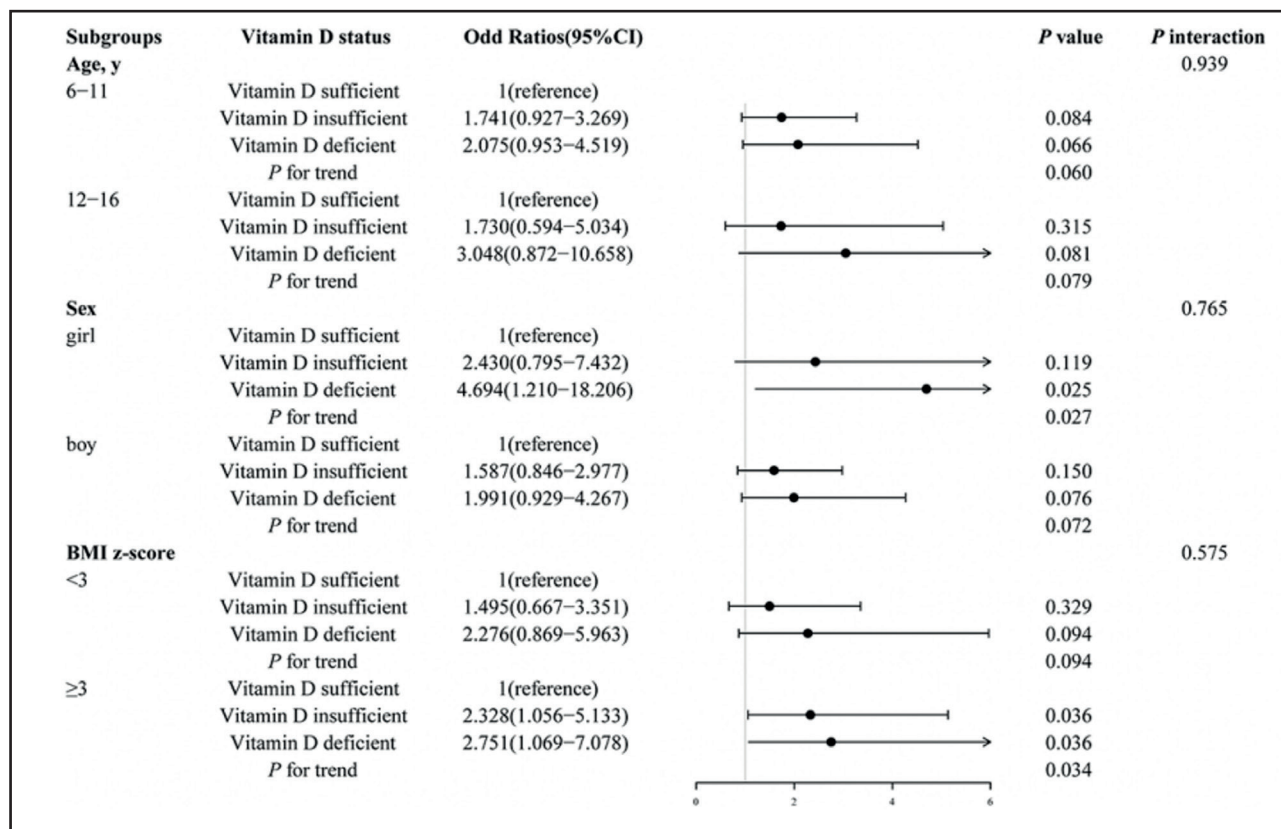 Subgroups Vitamin D status Odd Ratios(95%CI) P value P interaction
Age, y 0.939
6−11 Vitamin D sufficient 1(reference)
Vitamin D insufficient 1.741(0.927−3.269) 0.084
Vitamin D deficient 2.075(0.953−4.519) 0.066
P for trend 0.060
12−16 Vitamin D sufficient 1(reference)
Vitamin D insufficient 1.730(0.594−5.034) 0.315
Vitamin D deficient 3.048(0.872−10.658) 0.081
P for trend 0.079
Sex 0.765
girl Vitamin D sufficient 1(reference)
Vitamin D insufficient 2.430(0.795−7.432) 0.119
Vitamin D deficient 4.694(1.210−18.206) 0.025
P for trend 0.027
boy Vitamin D sufficient 1(reference)
Vitamin D insufficient 1.587(0.846−2.977) 0.150
Vitamin D deficient 1.991(0.929−4.267) 0.076
P for trend 0.072
BMI z-score 0.575
<3 Vitamin D sufficient 1(reference)
Vitamin D insufficient 1.495(0.667−3.351) 0.329
Vitamin D deficient 2.276(0.869−5.963) 0.094
P for trend 0.094
≥3 Vitamin D sufficient 1(reference)
Vitamin D insufficient 2.328(1.056−5.133) 0.036
Vitamin D deficient 2.751(1.069−7.078) 0.036
P for trend 0.034
0 2 4 6